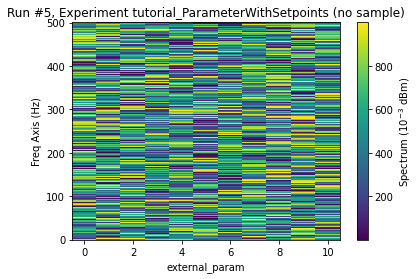 Run #5, Experiment tutorial_ParameterWithSetpoints (no sample)
500
400
300
200
100
0
Freq Axis (Hz)
0 2 4 6 8 10
external_param
800
600
400
200
Spectrum (10⁻³ dBm)